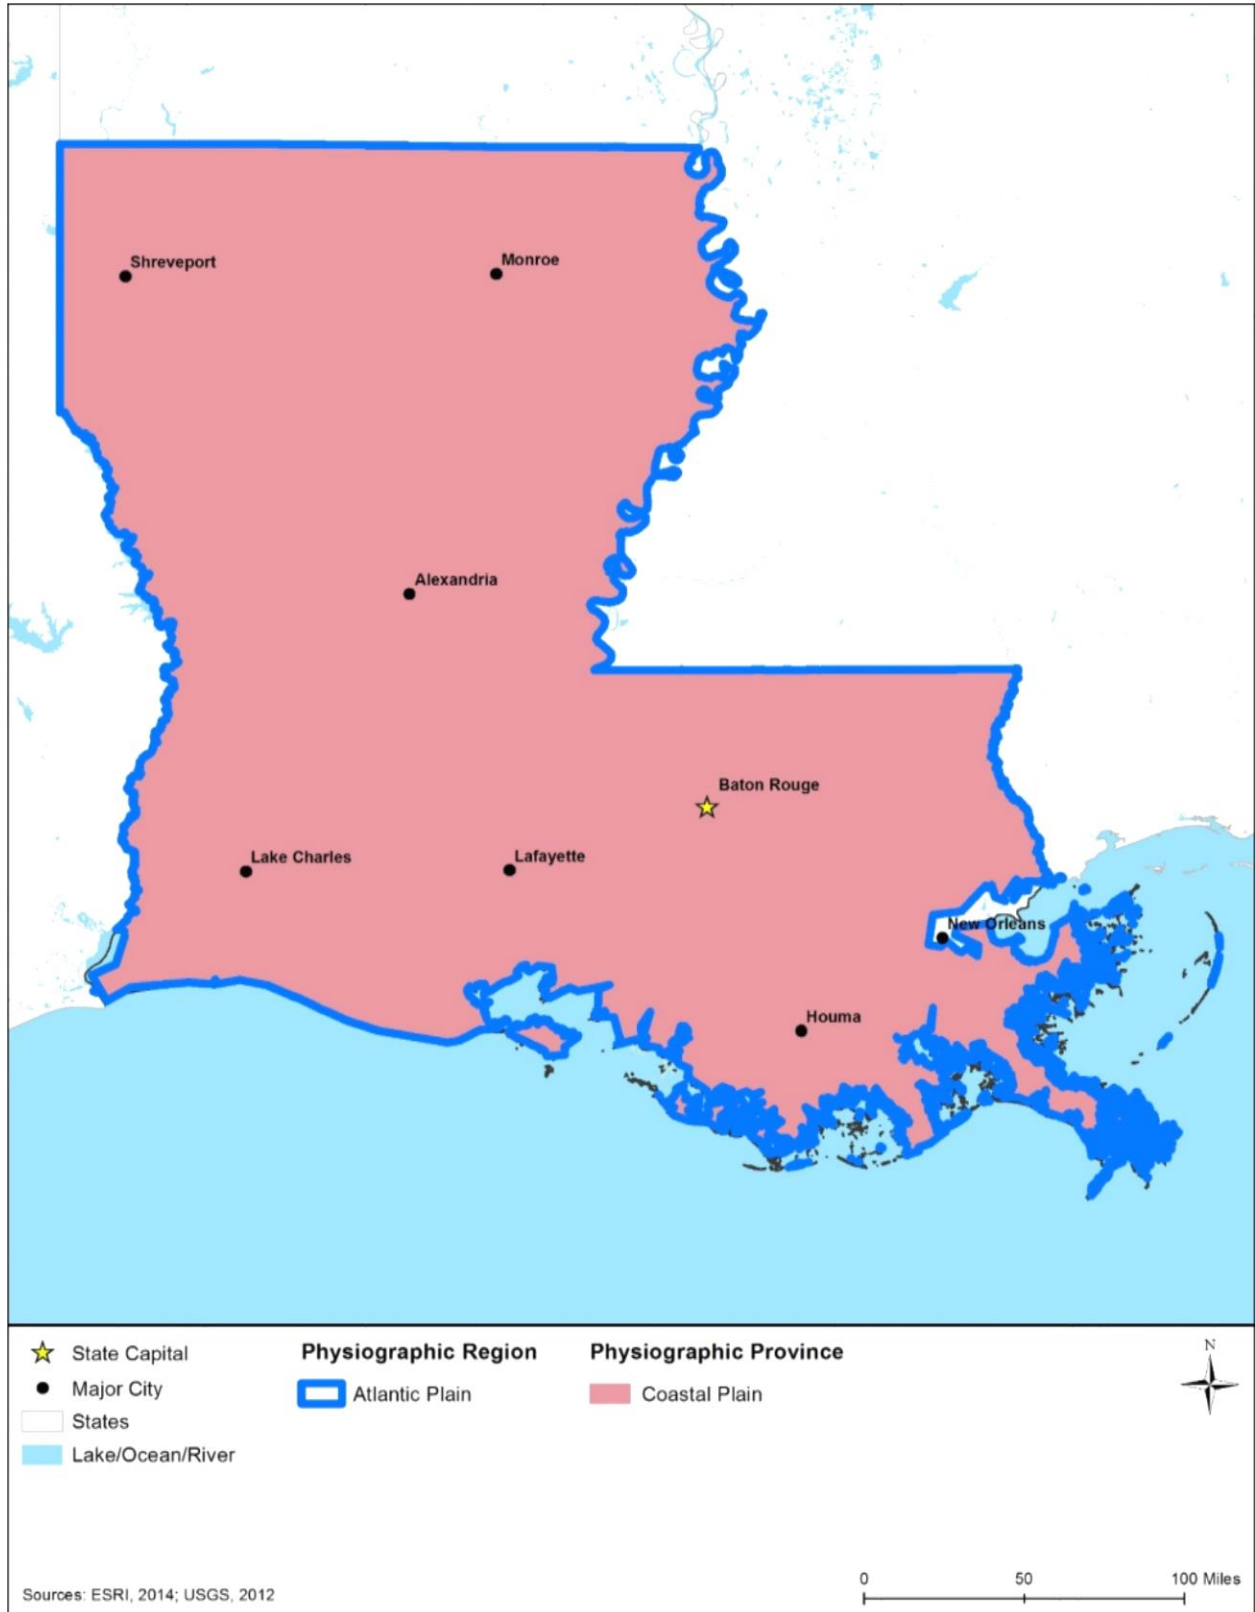 Shreveport
Monroe
Alexandria
Baton Rouge
Lake Charles
Lafayette
New Orleans
Houma
State Capital
Major City
States
Lake/Ocean/River
Physiographic Region
Atlantic Plain
Physiographic Province
Coastal Plain
N
Sources: ESRI, 2014; USGS, 2012
0 50 100 Miles